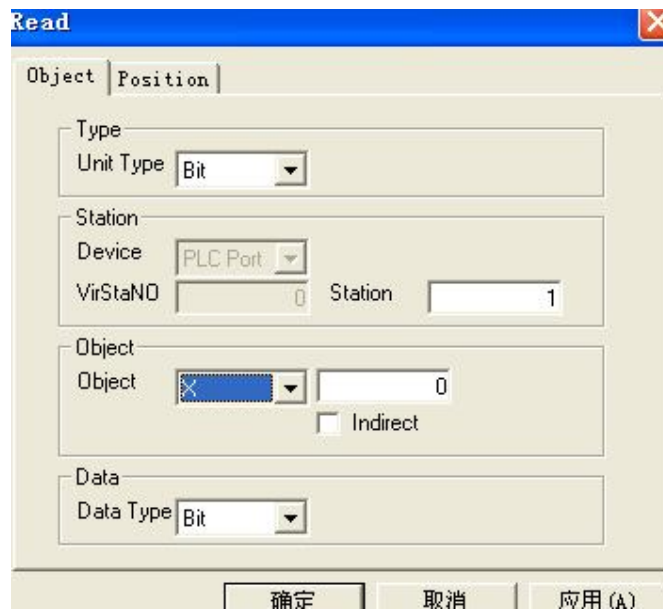 Read
Object Position
Type
Unit Type Bit
Station
Device PLC Port
VirStaNO 0 Station 1
Object
Object X 0
Indirect
Data
Data Type Bit
确定 取消 应用(A)